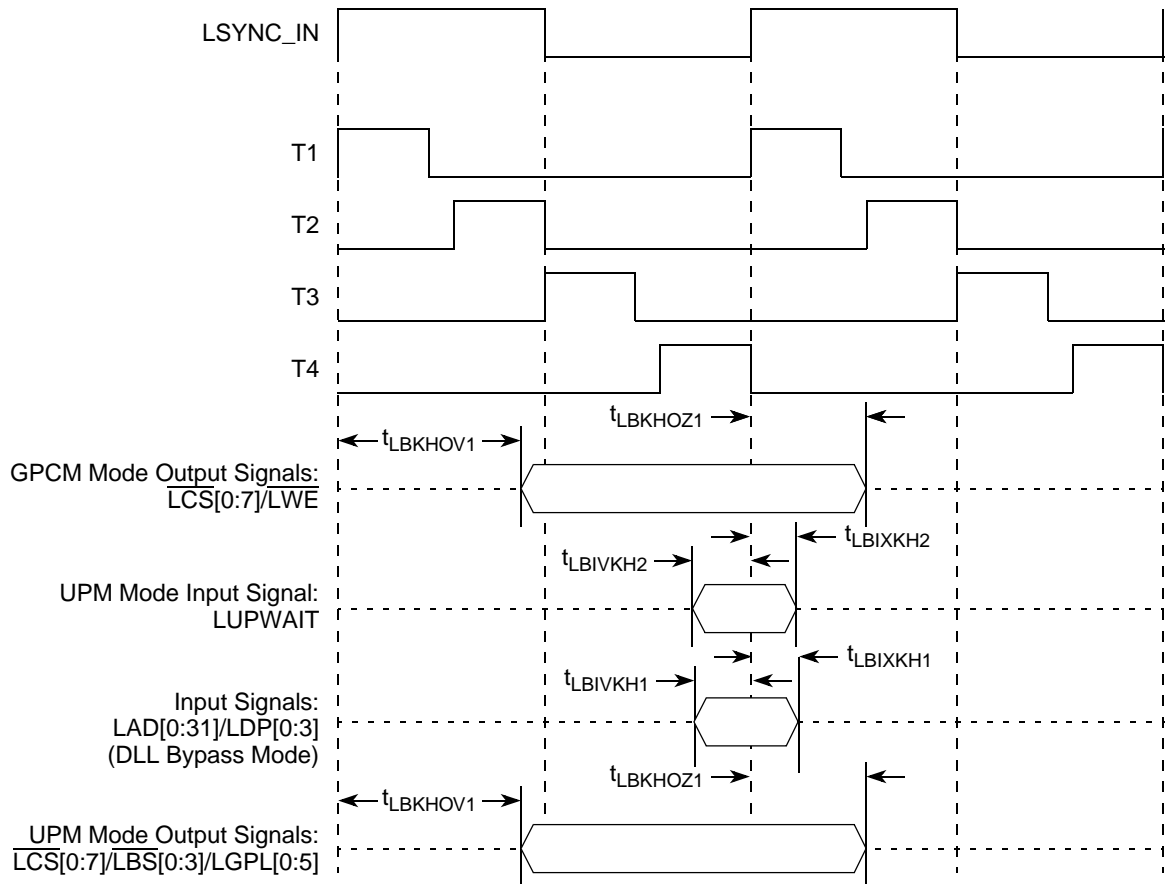 LSYNC_IN
T1
T2
T3
T4
tLBKHOZ1
tLBKHOV1
GPCM Mode Output Signals:
LCS[0:7]/LWE
tLBIXKH2
tLBIVKH2
UPM Mode Input Signal:
LUPWAIT
tLBIXKH1
tLBIVKH1
Input Signals:
LAD[0:31]/LDP[0:3]
(DLL Bypass Mode)
tLBKHOZ1
tLBKHOV1
UPM Mode Output Signals:
LCS[0:7]/LBS[0:3]/LGPL[0:5]